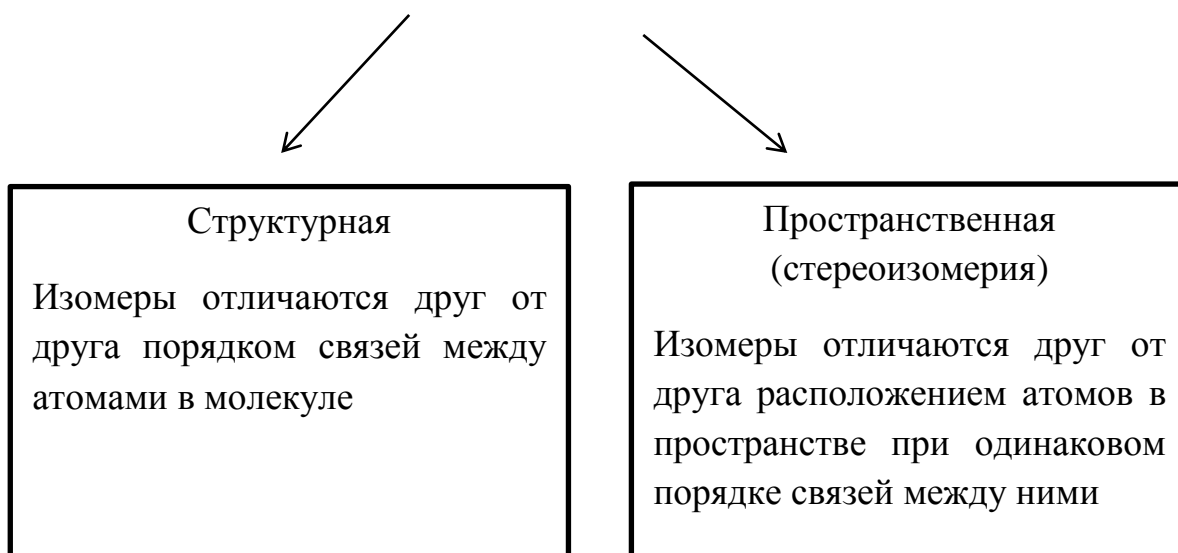 Структурная
Изомеры отличаются друг от
друга порядком связей между
атомами в молекуле
Пространственная
(стереоизомерия)
Изомеры отличаются друг от
друга расположением атомов в
пространстве при одинаковом
порядке связей между ними